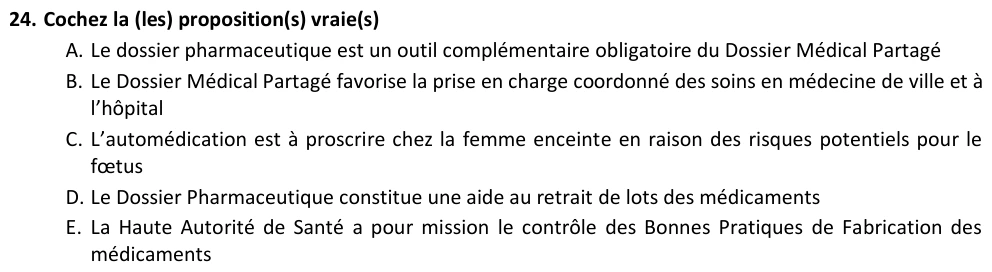 24. Cochez la (les) proposition(s) vraie(s)
A. Le dossier pharmaceutique est un outil complémentaire obligatoire du Dossier Médical Partagé
B. Le Dossier Médical Partagé favorise la prise en charge coordonné des soins en médecine de ville et à
l’hôpital
C. L’automédication est à proscrire chez la femme enceinte en raison des risques potentiels pour le
fœtus
D. Le Dossier Pharmaceutique constitue une aide au retrait de lots des médicaments
E. La Haute Autorité de Santé a pour mission le contrôle des Bonnes Pratiques de Fabrication des
médicaments